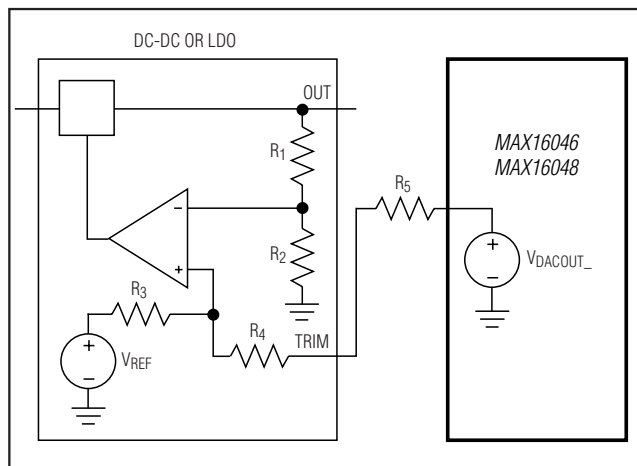 DC-DC OR LDO
OUT
R1
MAX16046
MAX16048
R5
−
R2
VDACOUT_
+
−
+
R3
R4
TRIM
+
VREF
−